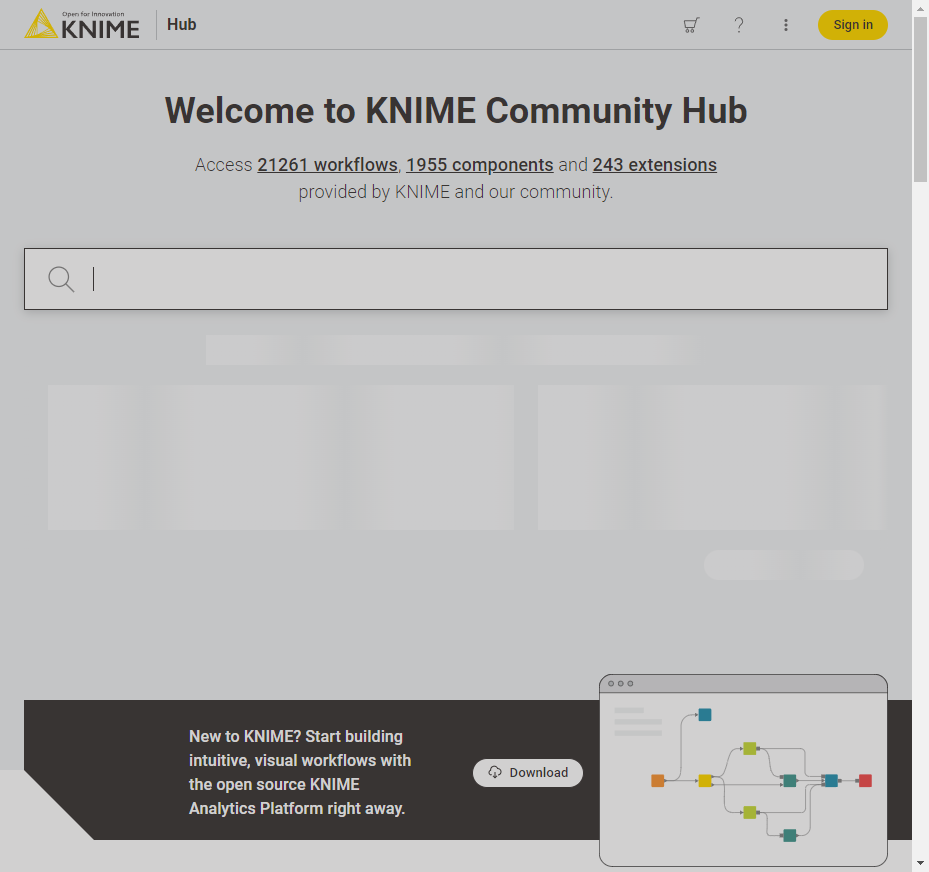 Open for Innovation
KNIME
Hub
?
Sign in
Welcome to KNIME Community Hub
Access 21261 workflows, 1955 components and 243 extensions
provided by KNIME and our community.
New to KNIME? Start building
intuitive, visual workflows with
the open source KNIME
Analytics Platform right away.
Download